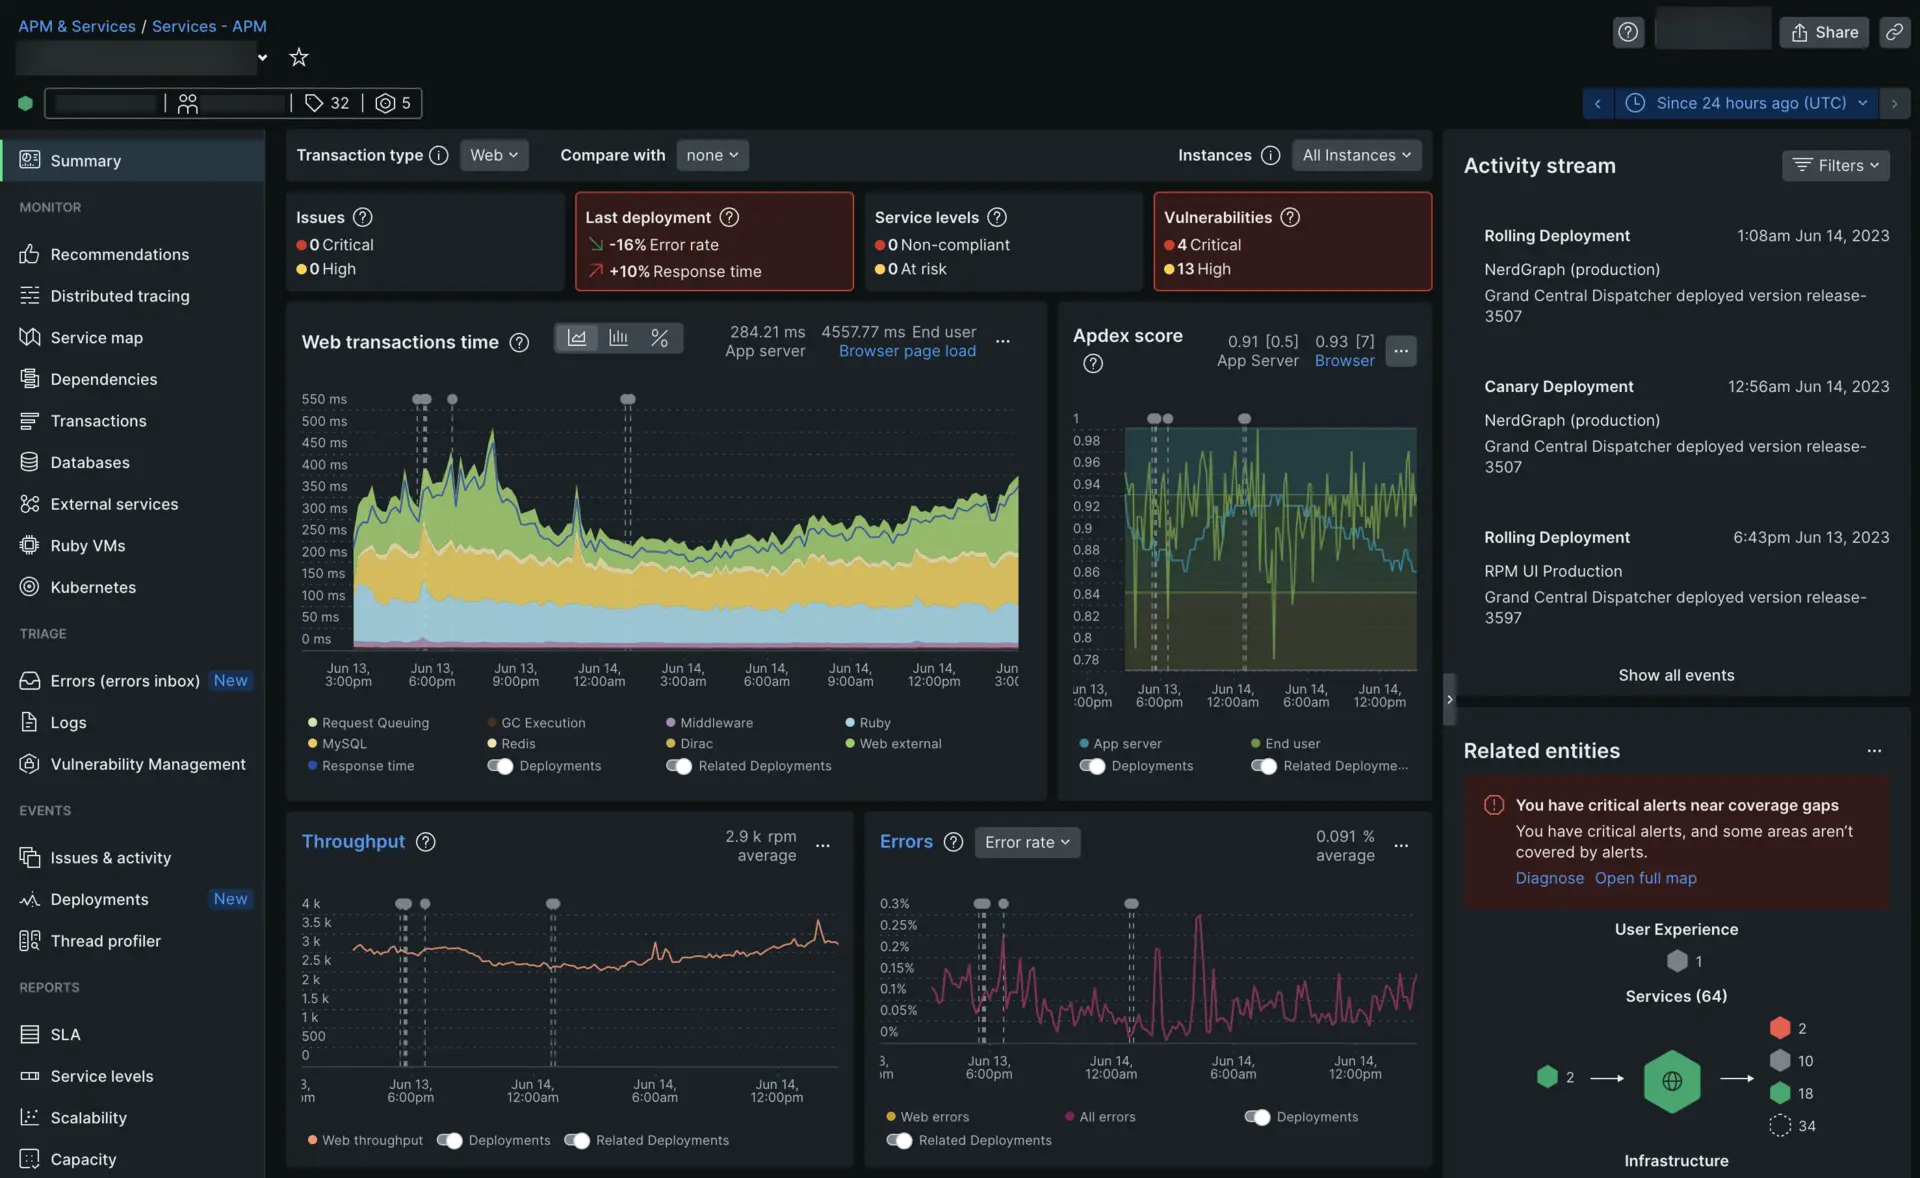 APM & Services / Services - APM
Share
32
5
Since 24 hours ago (UTC)
Summary
MONITOR
Recommendations
Distributed tracing
Service map
Dependencies
Transactions
Databases
External services
Ruby VMs
Kubernetes
TRIAGE
Errors (errors inbox) New
Logs
Vulnerability Management
EVENTS
Issues & activity
Deployments New
Thread profiler
REPORTS
SLA
Service levels
Scalability
Capacity
Transaction type Web Compare with none Instances All Instances
Issues
0 Critical
0 High
Last deployment
-16% Error rate
+10% Response time
Service levels
0 Non-compliant
0 At risk
Vulnerabilities
4 Critical
13 High
Web transactions time
284.21 ms
App server
4557.77 ms End user
Browser page load
550 ms
500 ms
450 ms
400 ms
350 ms
300 ms
250 ms
200 ms
150 ms
100 ms
50 ms
0 ms
Jun 13, Jun 13, Jun 13, Jun 14, Jun 14, Jun 14, Jun 14, Jun 14, Jun
3:00pm 6:00pm 9:00pm 12:00am 3:00am 6:00am 9:00am 12:00pm 3:00
Request Queuing GC Execution Middleware Ruby
MySQL Redis Dirac Web external
Response time Deployments Related Deployments
Apdex score
0.91 [0.5]
App Server
0.93 [7]
Browser
1
0.98
0.96
0.94
0.92
0.9
0.88
0.86
0.84
0.82
0.8
0.78
un 13, Jun 13, Jun 14, Jun 14, Jun 14,
:00pm 6:00pm 12:00am 6:00am 12:00pm
App server End user
Deployments Related Deployme...
Throughput
2.9 k rpm
average
4 k
3.5 k
3 k
2.5 k
2 k
1.5 k
1 k
500
0
3, Jun 13, Jun 14, Jun 14, Jun 14,
pm 6:00pm 12:00am 6:00am 12:00pm
Web throughput Deployments Related Deployments
Errors Error rate
0.091 %
average
0.3%
0.25%
0.2%
0.15%
0.1%
0.05%
0%
3, Jun 13, Jun 14, Jun 14, Jun 14,
pm 6:00pm 12:00am 6:00am 12:00pm
Web errors All errors Deployments
Related Deployments
Activity stream Filters
Rolling Deployment 1:08am Jun 14, 2023
NerdGraph (production)
Grand Central Dispatcher deployed version release-
3507
Canary Deployment 12:56am Jun 14, 2023
NerdGraph (production)
Grand Central Dispatcher deployed version release-
3507
Rolling Deployment 6:43pm Jun 13, 2023
RPM UI Production
Grand Central Dispatcher deployed version release-
3597
Show all events
Related entities
You have critical alerts near coverage gaps
You have critical alerts, and some areas aren't
covered by alerts.
Diagnose Open full map
User Experience
1
Services (64)
2
2
10
18
34
Infrastructure